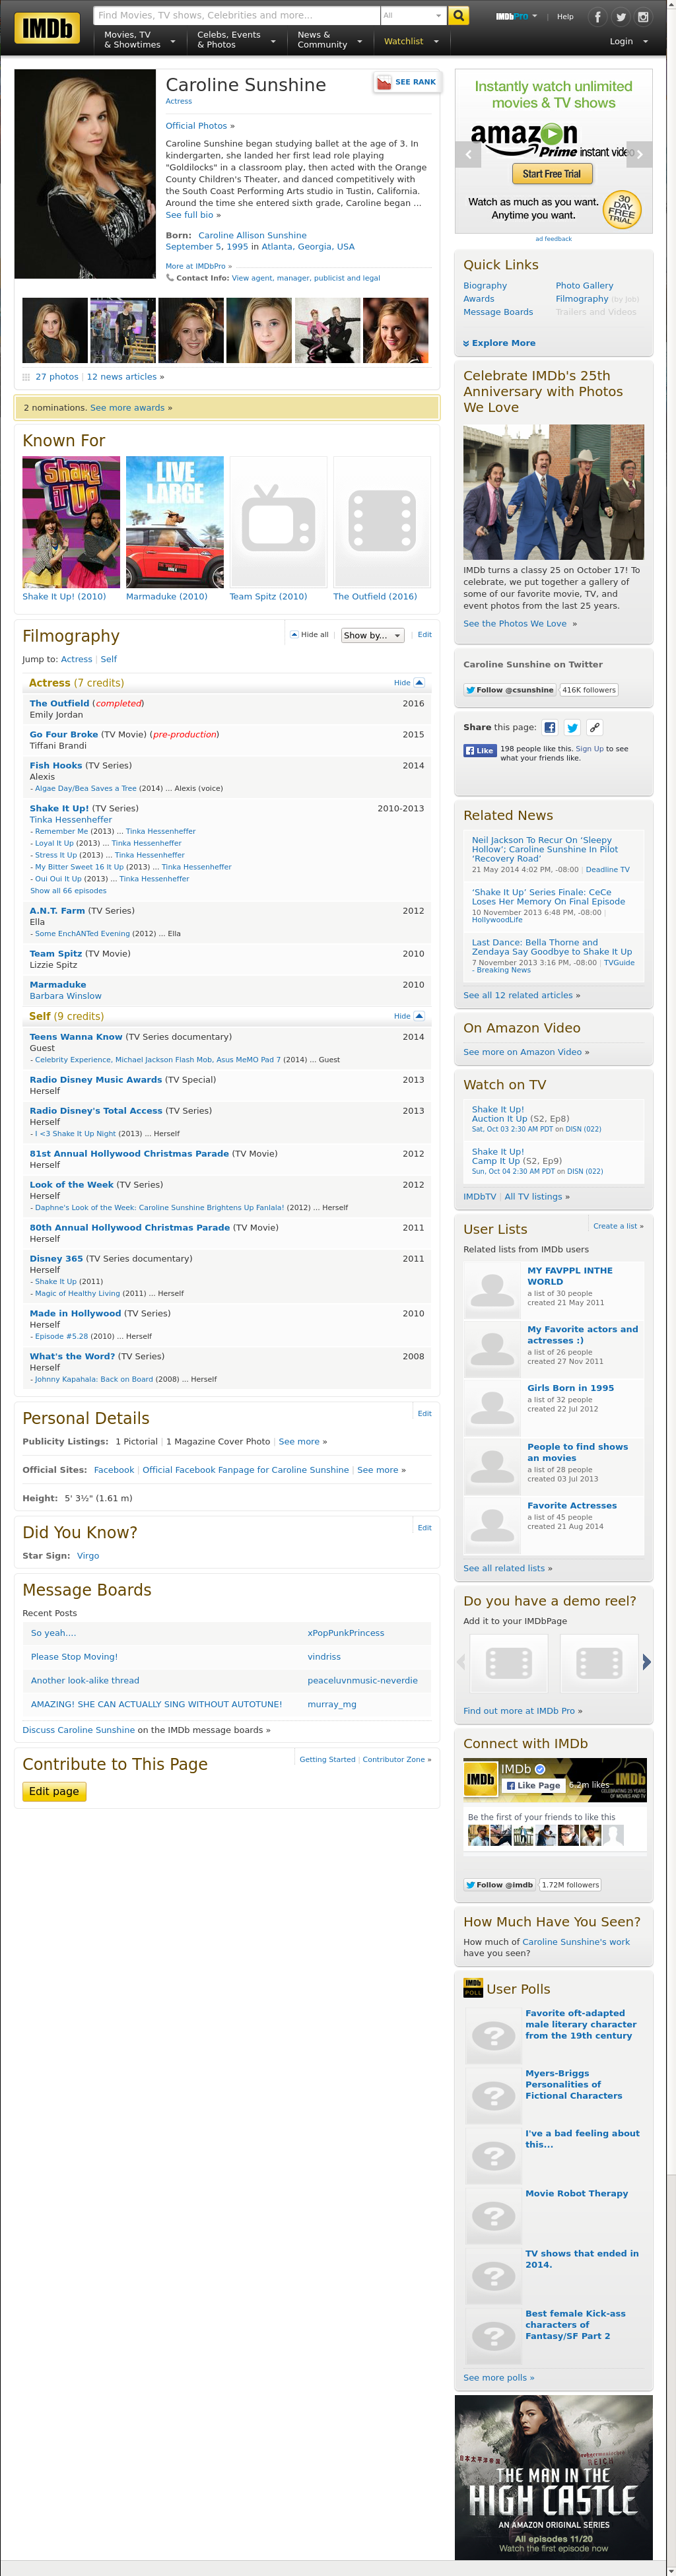 IMDb
Find Movies, TV shows, Celebrities and more...
All
IMDbPro
Help
Movies, TV
& Showtimes
Celebs, Events
& Photos
News &
Community
Watchlist
Login
Caroline Sunshine
SEE RANK
Actress
Official Photos »
Caroline Sunshine began studying ballet at the age of 3. In
kindergarten, she landed her first lead role playing
"Goldilocks" in a classroom play, then acted with the Orange
County Children's Theater, and danced competitively with
the South Coast Performing Arts studio in Tustin, California.
Around the time she entered sixth grade, Caroline began ...
See full bio »
Born: Caroline Allison Sunshine
September 5, 1995 in Atlanta, Georgia, USA
More at IMDbPro »
Contact Info: View agent, manager, publicist and legal
27 photos | 12 news articles »
2 nominations. See more awards »
Known For
Shake It Up
LIVE
LARGE
Shake It Up! (2010)
Marmaduke (2010)
Team Spitz (2010)
The Outfield (2016)
Filmography
Hide all
Show by...
Edit
Jump to: Actress | Self
Actress (7 credits)
Hide
The Outfield (completed) 2016
Emily Jordan
Go Four Broke (TV Movie) (pre-production) 2015
Tiffani Brandi
Fish Hooks (TV Series) 2014
Alexis
- Algae Day/Bea Saves a Tree (2014) ... Alexis (voice)
Shake It Up! (TV Series) 2010-2013
Tinka Hessenheffer
- Remember Me (2013) ... Tinka Hessenheffer
- Loyal It Up (2013) ... Tinka Hessenheffer
- Stress It Up (2013) ... Tinka Hessenheffer
- My Bitter Sweet 16 It Up (2013) ... Tinka Hessenheffer
- Oui Oui It Up (2013) ... Tinka Hessenheffer
Show all 66 episodes
A.N.T. Farm (TV Series) 2012
Ella
- Some EnchANTed Evening (2012) ... Ella
Team Spitz (TV Movie) 2010
Lizzie Spitz
Marmaduke 2010
Barbara Winslow
Self (9 credits)
Hide
Teens Wanna Know (TV Series documentary) 2014
Guest
- Celebrity Experience, Michael Jackson Flash Mob, Asus MeMO Pad 7 (2014) ... Guest
Radio Disney Music Awards (TV Special) 2013
Herself
Radio Disney's Total Access (TV Series) 2013
Herself
- I <3 Shake It Up Night (2013) ... Herself
81st Annual Hollywood Christmas Parade (TV Movie) 2012
Herself
Look of the Week (TV Series) 2012
Herself
- Daphne's Look of the Week: Caroline Sunshine Brightens Up Fanlala! (2012) ... Herself
80th Annual Hollywood Christmas Parade (TV Movie) 2011
Herself
Disney 365 (TV Series documentary) 2011
Herself
- Shake It Up (2011)
- Magic of Healthy Living (2011) ... Herself
Made in Hollywood (TV Series) 2010
Herself
- Episode #5.28 (2010) ... Herself
What's the Word? (TV Series) 2008
Herself
- Johnny Kapahala: Back on Board (2008) ... Herself
Personal Details
Edit
Publicity Listings: 1 Pictorial | 1 Magazine Cover Photo | See more »
Official Sites: Facebook | Official Facebook Fanpage for Caroline Sunshine | See more »
Height: 5' 3½" (1.61 m)
Did You Know?
Edit
Star Sign: Virgo
Message Boards
Recent Posts
So yeah.... xPopPunkPrincess
Please Stop Moving! vindriss
Another look-alike thread peaceluvnmusic-neverdie
AMAZING! SHE CAN ACTUALLY SING WITHOUT AUTOTUNE! murray_mg
Discuss Caroline Sunshine on the IMDb message boards »
Contribute to This Page
Getting Started | Contributor Zone »
Edit page
Watch unlimited
movies & TV shows
amazon
Prime instant video
Start Free Trial
Watch as much as you want.
Anytime you want.
30
DAY
FREE
TRIAL
ad feedback
Quick Links
Biography
Photo Gallery
Awards
Filmography (by Job)
Message Boards
Trailers and Videos
Explore More
Celebrate IMDb's 25th
Anniversary with Photos
We Love
IMDb turns a classy 25 on October 17! To
celebrate, we put together a gallery of
some of our favorite movie, TV, and
event photos from the last 25 years.
See the Photos We Love »
Caroline Sunshine on Twitter
Follow @csunshine
416K followers
Share this page:
Like
198 people like this. Sign Up to see
what your friends like.
Related News
Neil Jackson To Recur On ‘Sleepy
Hollow’; Caroline Sunshine In Pilot
‘Recovery Road’
21 May 2014 4:02 PM, -08:00 | Deadline TV
‘Shake It Up’ Series Finale: CeCe
Loses Her Memory On Final Episode
10 November 2013 6:48 PM, -08:00 |
HollywoodLife
Last Dance: Bella Thorne and
Zendaya Say Goodbye to Shake It Up
7 November 2013 3:16 PM, -08:00 | TVGuide
- Breaking News
See all 12 related articles »
On Amazon Video
See more on Amazon Video »
Watch on TV
Shake It Up!
Auction It Up (S2, Ep8)
Sat, Oct 03 2:30 AM PDT on DISN (022)
Shake It Up!
Camp It Up (S2, Ep9)
Sun, Oct 04 2:30 AM PDT on DISN (022)
IMDbTV | All TV listings »
User Lists
Create a list »
Related lists from IMDb users
MY FAVPPL INTHE
WORLD
a list of 30 people
created 21 May 2011
My Favorite actors and
actresses :)
a list of 26 people
created 27 Nov 2011
Girls Born in 1995
a list of 32 people
created 22 Jul 2012
People to find shows
an movies
a list of 28 people
created 03 Jul 2013
Favorite Actresses
a list of 45 people
created 21 Aug 2014
See all related lists »
Do you have a demo reel?
Add it to your IMDbPage
Find out more at IMDb Pro »
Connect with IMDb
IMDb
IMDb
Like Page
6.2m likes
IMDb
Be the first of your friends to like this
Follow @imdb
1.72M followers
How Much Have You Seen?
How much of Caroline Sunshine's work
have you seen?
IMDb
POLL
User Polls
Favorite oft-adapted
male literary character
from the 19th century
Myers-Briggs
Personalities of
Fictional Characters
I've a bad feeling about
this...
Movie Robot Therapy
TV shows that ended in
2014.
Best female Kick-ass
characters of
Fantasy/SF Part 2
See more polls »
THE MAN IN THE
HIGH CASTLE
AN AMAZON ORIGINAL SERIES
All episodes 11/20
Watch the first episode now